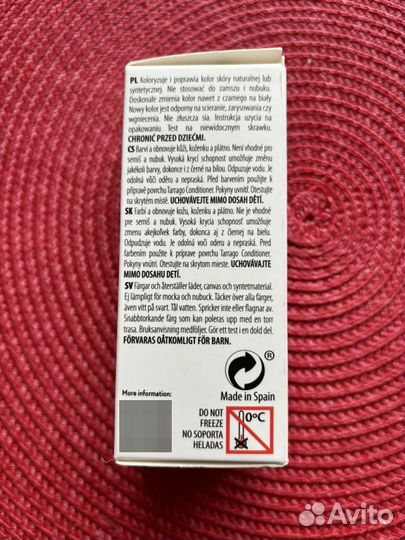 PL Koloryzuje i poprawia kolor skóry naturalnej lub
syntetycznej. Nie stosować do zamszu i nubuku.
Doskonale zmienia kolor nawet z czarnego na biały
Nowy kolor jest odporny na scieranie, zarysowania czy
wgniecenia. Nie złuszcza sia. Instrukcja uzycia na
opakowaniu. Test na niewidocznym skrawku.
CHRONIĆ PRZED DZIEĆMI.
CS Barví a obnovuje kůži, koženku a plátno. Není vhodné pro
semiš a nubuk. Vysoká krycí schopnost umožňuje změnu
jakékoli barvy, dokonce i z černé na bílou. Odpuzuje vodu. Je
odolná vůči oděru a nepraská. Před barvením použijte k
přípravě povrchu Tarrago Conditioner. Pokyny uvnitř. Otestujte
na skrytém místě. UCHOVÁVEJTE MIMO DOSAH DĚTÍ.
SK Farbí a obnovuje kožu, koženku a plátno. Nie je vhodné
pre semiš a nubuk. Vysoká krycia schopnosť umožňuje
zmenu akejkoľvek farby, dokonca aj z čiernej na bielou.
Odpudzuje vodu. Je odolná voči oderu a nepraská. Pred
farbením použite k príprave povrchu Tarrago Conditioner.
Pokyny vnútri. Otestujte na skrytom mieste. UCHOVÁVAJTE
MIMO DOSAHU DETÍ.
SV Färgar och återställer läder, canvas och syntetmaterial.
Ej lämpligt för mocka och nubuck. Täcker över alla färger,
även vitt på svart. Tål vatten. Spricker inte eller flagnar av.
Snabbtorkande färg som kan poleras upp med en torr
trasa. Bruksanvisning medföljer. Gör ett test i en dold del.
FÖRVARAS OÅTKOMLIGT FÖR BARN.
®
Made in Spain
More information:
DO NOT
FREEZE
NO SOPORTA
HELADAS
0ºC
Avito